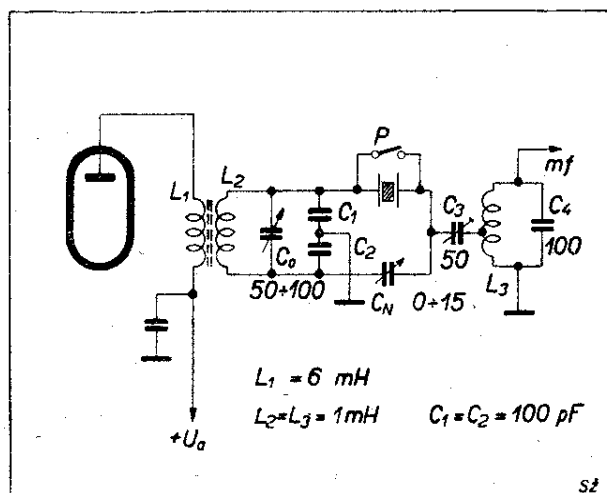 P
L₁
L₂
C₁
C₃
mf
C₄
C₀
C₂
50
100
50÷100
C_N
0÷15
L₃
L₁ = 6 mH
L₂=L₃= 1mH
C₁=C₂= 100 pF
+Uₐ
sž